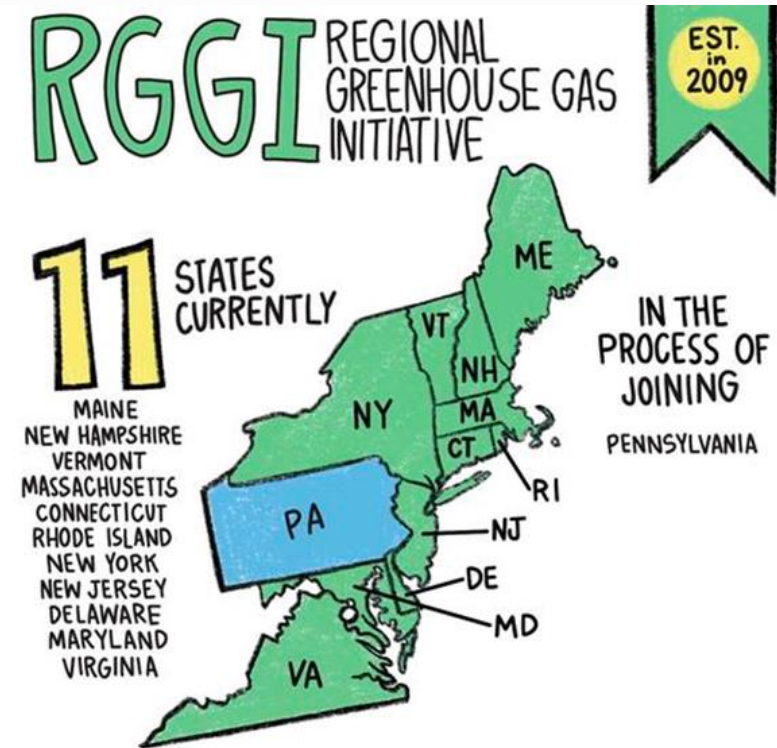 RGGI
REGIONAL
GREENHOUSE GAS
INITIATIVE
EST.
in
2009
11
STATES
CURRENTLY
MAINE
NEW HAMPSHIRE
VERMONT
MASSACHUSETTS
CONNECTICUT
RHODE ISLAND
NEW YORK
NEW JERSEY
DELAWARE
MARYLAND
VIRGINIA
ME
VT
NH
NY
MA
CT
RI
PA
NJ
DE
MD
VA
IN THE
PROCESS OF
JOINING
PENNSYLVANIA